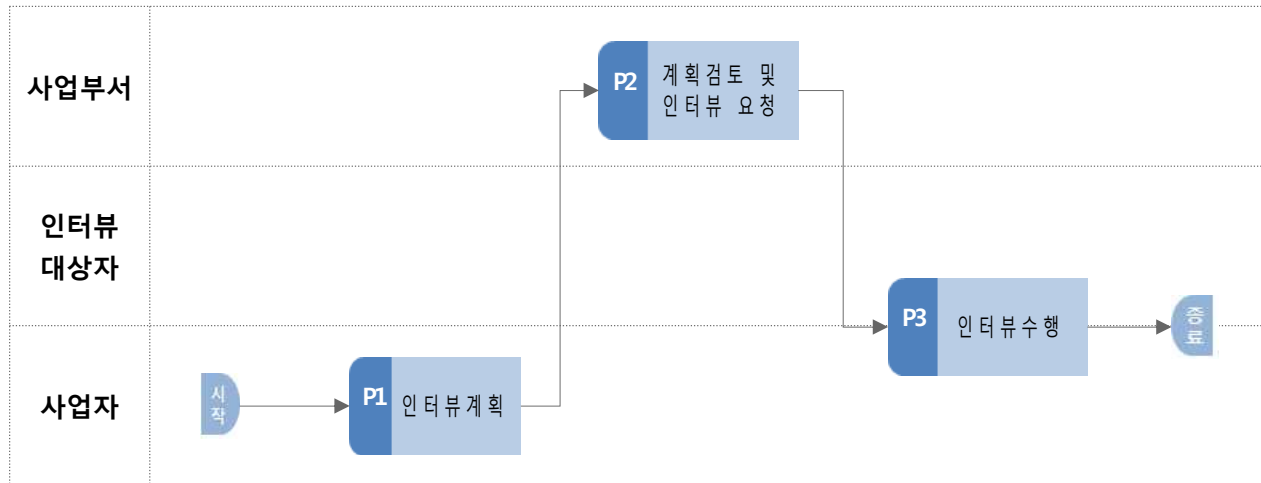 사업부서
P2
계획검토 및
인터뷰 요청
인터뷰
대상자
P3
인터뷰수행
종료
사업자
시작
P1
인터뷰계획